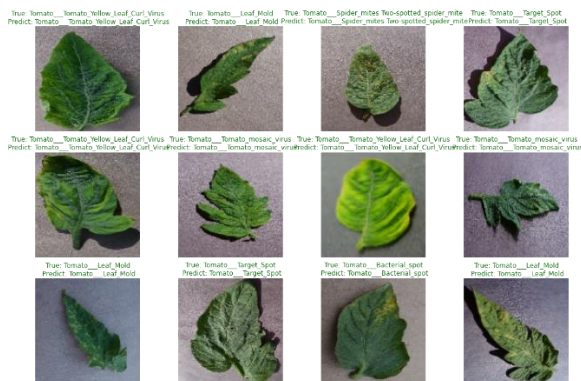 True: Tomato___Tomato_Yellow_Leaf_Curl_Virus
Predict: Tomato___Tomato_Yellow_Leaf_Curl_Virus
True: Tomato___Leaf_Mold
Predict: Tomato___Leaf_Mold
True: Tomato___Spider_mites Two-spotted_spider_mite
Predict: Tomato___Spider_mites Two-spotted_spider_mite
True: Tomato___Target_Spot
Predict: Tomato___Target_Spot
True: Tomato___Tomato_Yellow_Leaf_Curl_Virus
Predict: Tomato___Tomato_Yellow_Leaf_Curl_Virus
True: Tomato___Tomato_mosaic_virus
Predict: Tomato___Tomato_mosaic_virus
True: Tomato___Tomato_Yellow_Leaf_Curl_Virus
Predict: Tomato___Tomato_Yellow_Leaf_Curl_Virus
True: Tomato___Tomato_mosaic_virus
Predict: Tomato___Tomato_mosaic_virus
True: Tomato___Leaf_Mold
Predict: Tomato___Leaf_Mold
True: Tomato___Target_Spot
Predict: Tomato___Target_Spot
True: Tomato___Bacterial_spot
Predict: Tomato___Bacterial_spot
True: Tomato___Leaf_Mold
Predict: Tomato___Leaf_Mold